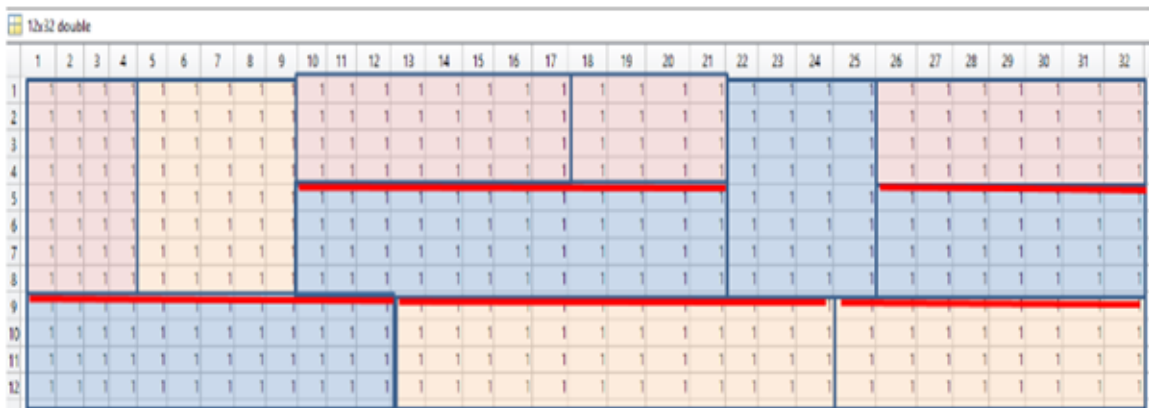 12x32 double
1 2 3 4 5 6 7 8 9 10 11 12 13 14 15 16 17 18 19 20 21 22 23 24 25 26 27 28 29 30 31 32
1 1 1 1 1 1 1 1 1 1 1 1 1 1 1 1 1 1 1 1 1 1 1 1 1 1 1 1 1 1 1 1 1
2 1 1 1 1 1 1 1 1 1 1 1 1 1 1 1 1 1 1 1 1 1 1 1 1 1 1 1 1 1 1 1 1
3 1 1 1 1 1 1 1 1 1 1 1 1 1 1 1 1 1 1 1 1 1 1 1 1 1 1 1 1 1 1 1 1
4 1 1 1 1 1 1 1 1 1 1 1 1 1 1 1 1 1 1 1 1 1 1 1 1 1 1 1 1 1 1 1 1
5 1 1 1 1 1 1 1 1 1 1 1 1 1 1 1 1 1 1 1 1 1 1 1 1 1 1 1 1 1 1 1 1
6 1 1 1 1 1 1 1 1 1 1 1 1 1 1 1 1 1 1 1 1 1 1 1 1 1 1 1 1 1 1 1 1
7 1 1 1 1 1 1 1 1 1 1 1 1 1 1 1 1 1 1 1 1 1 1 1 1 1 1 1 1 1 1 1 1
8 1 1 1 1 1 1 1 1 1 1 1 1 1 1 1 1 1 1 1 1 1 1 1 1 1 1 1 1 1 1 1 1
9 1 1 1 1 1 1 1 1 1 1 1 1 1 1 1 1 1 1 1 1 1 1 1 1 1 1 1 1 1 1 1 1
10 1 1 1 1 1 1 1 1 1 1 1 1 1 1 1 1 1 1 1 1 1 1 1 1 1 1 1 1 1 1 1 1
11 1 1 1 1 1 1 1 1 1 1 1 1 1 1 1 1 1 1 1 1 1 1 1 1 1 1 1 1 1 1 1 1
12 1 1 1 1 1 1 1 1 1 1 1 1 1 1 1 1 1 1 1 1 1 1 1 1 1 1 1 1 1 1 1 1